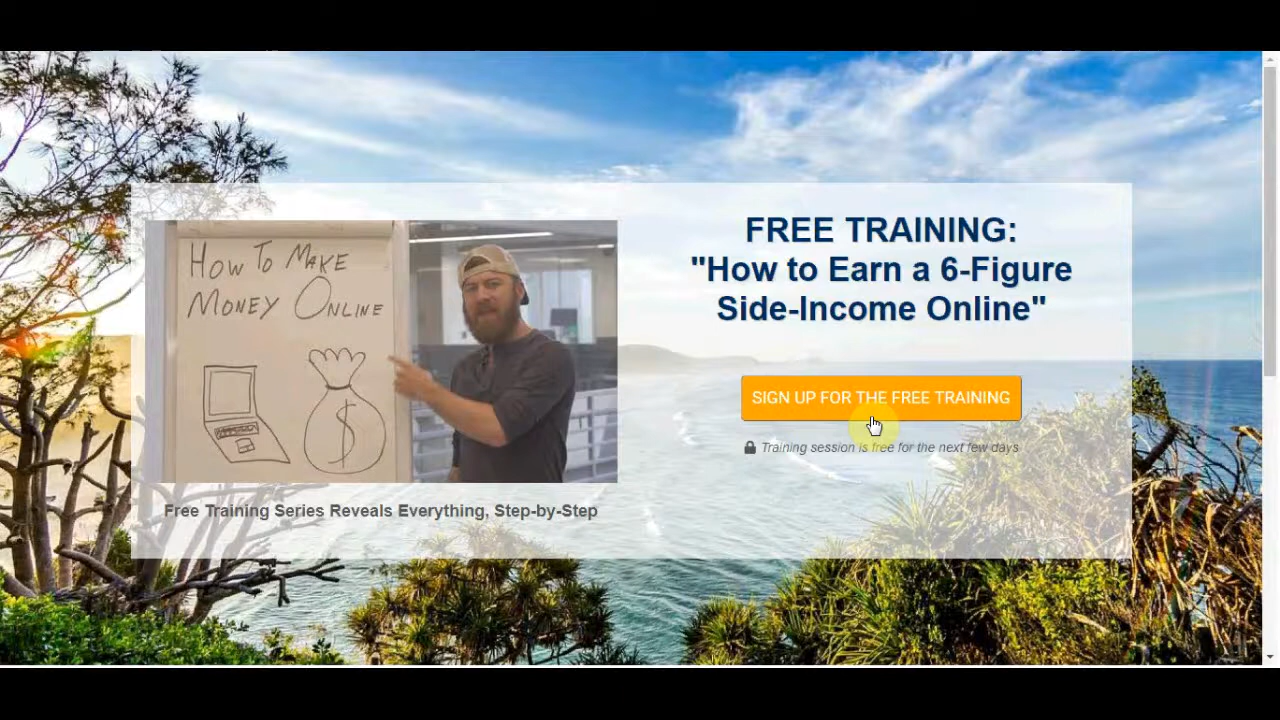 How To Make
Money Online
$
Free Training Series Reveals Everything, Step-by-Step
FREE TRAINING:
"How to Earn a 6-Figure
Side-Income Online"
SIGN UP FOR THE FREE TRAINING
Training session is free for the next few days